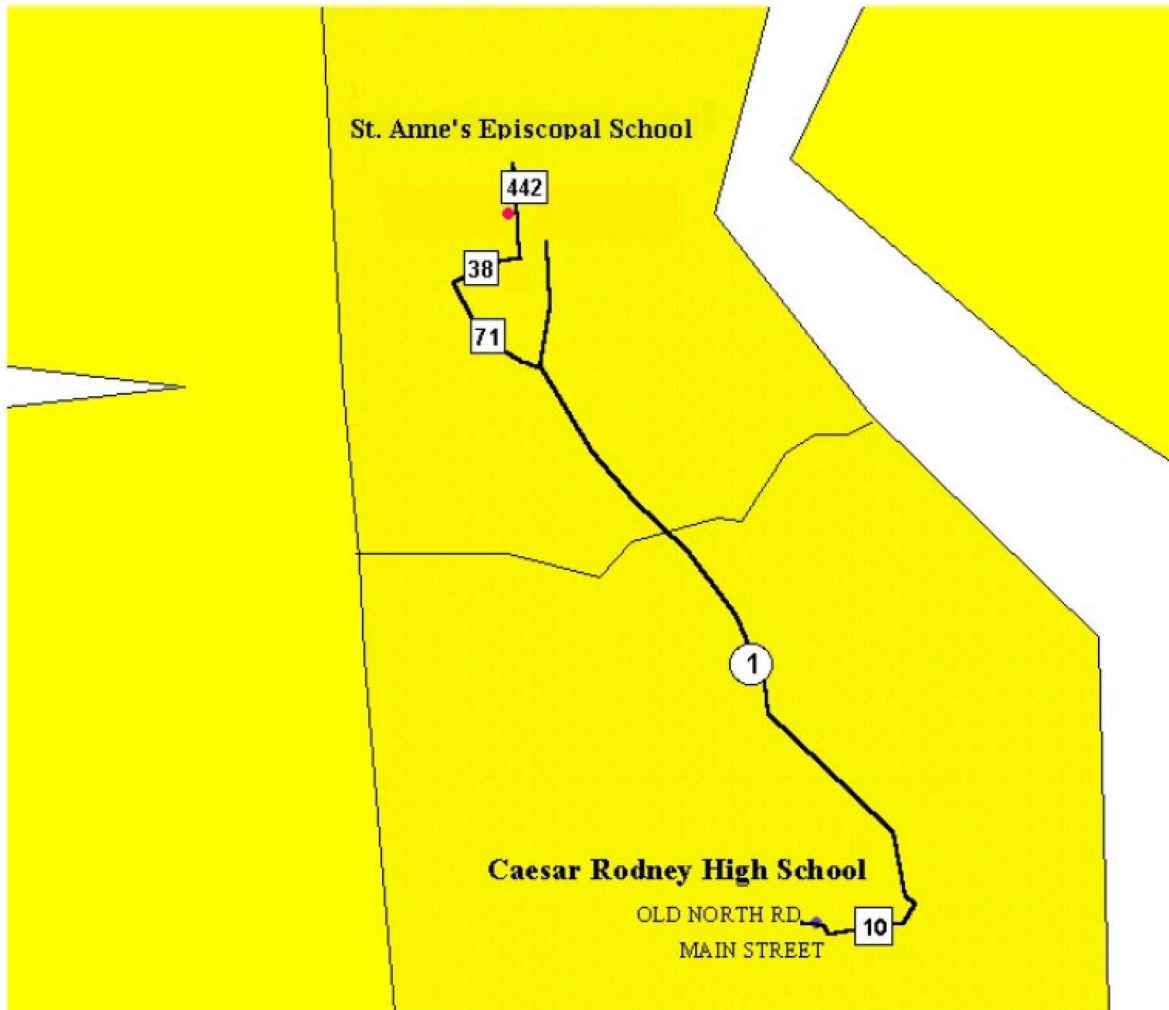 St. Anne's Episcopal School
442
38
71
1
Caesar Rodney High School
OLD NORTH RD
10
MAIN STREET